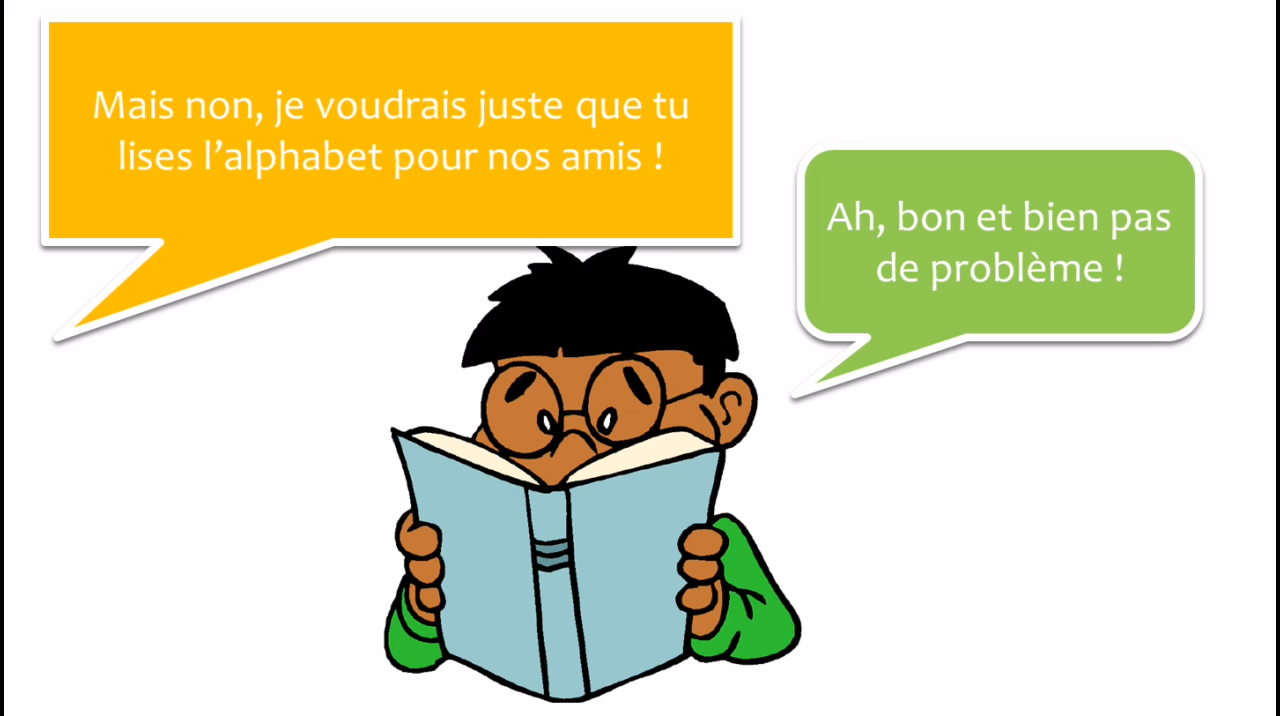 Mais non, je voudrais juste que tu
lises l’alphabet pour nos amis !
Ah, bon et bien pas
de problème !